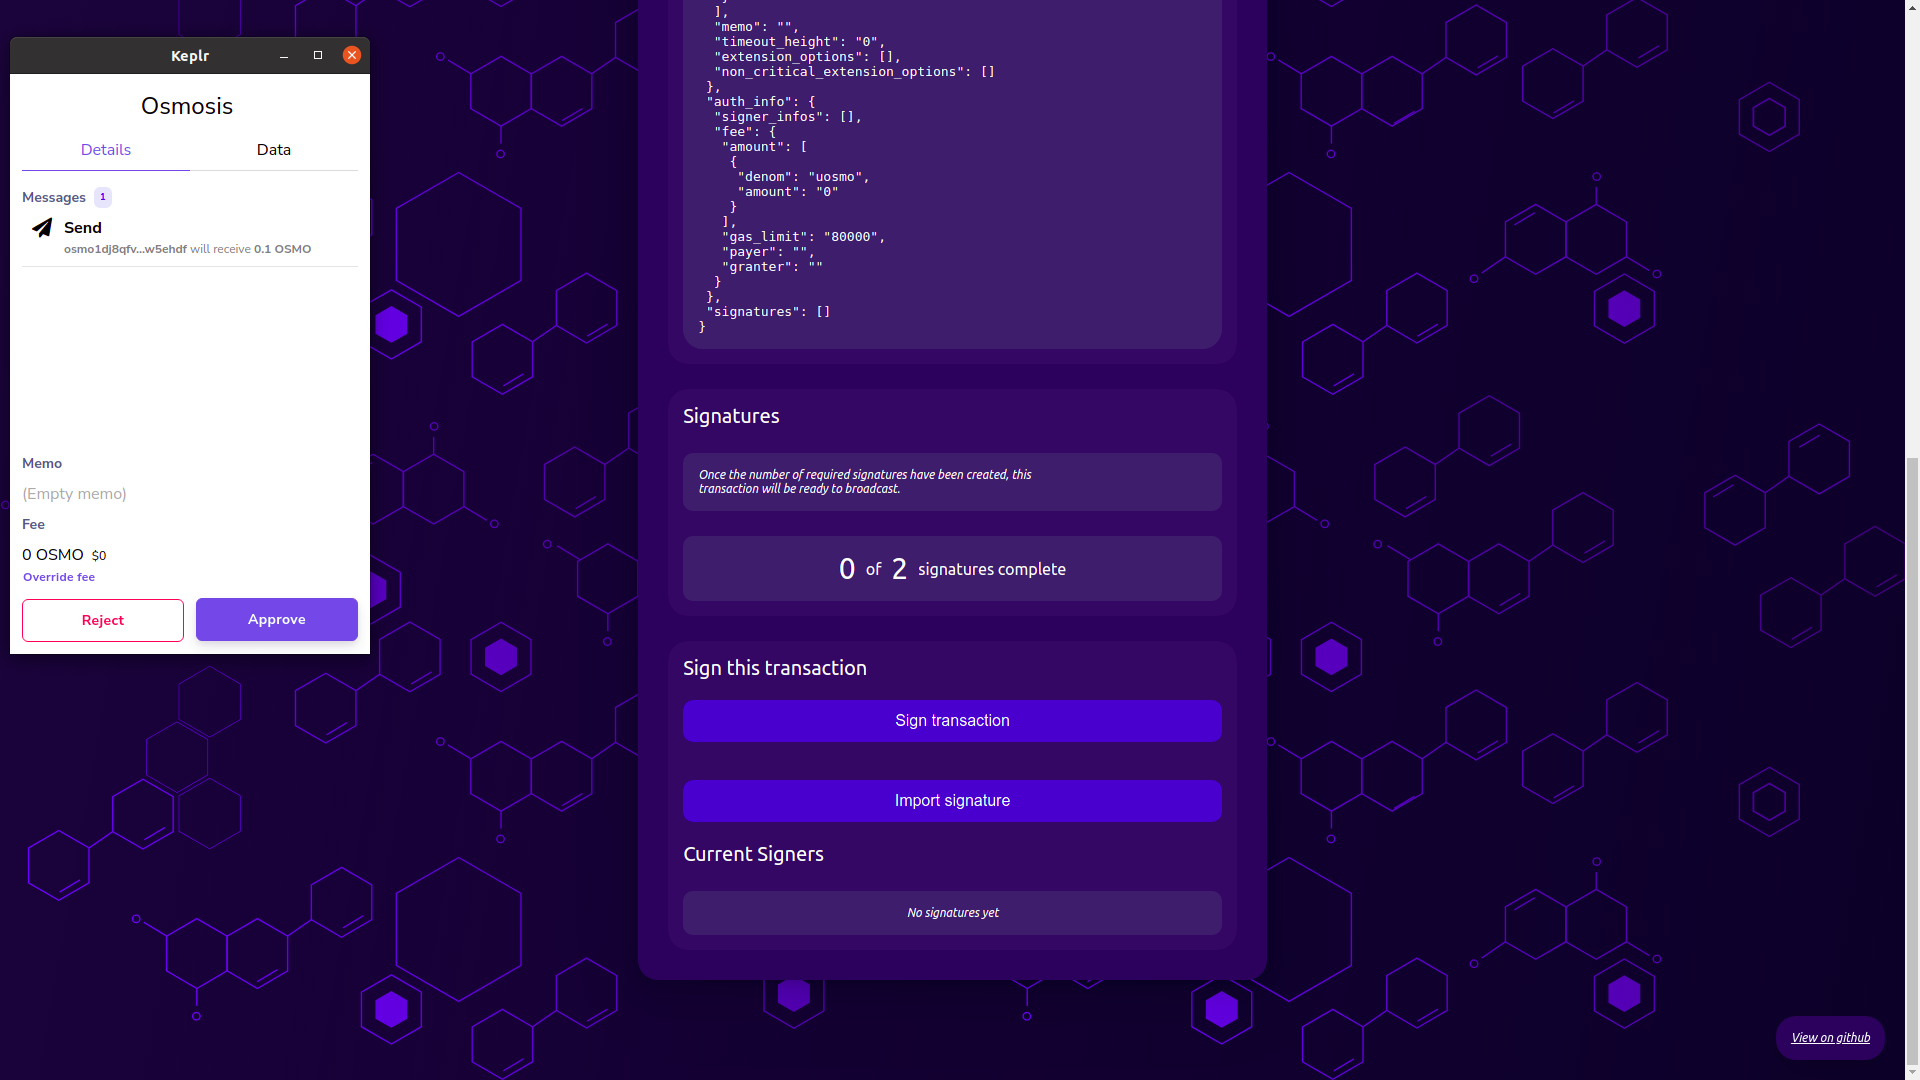 Keplr
Osmosis
Details
Data
Messages 1
Send
osmo1dj8qfv...w5ehdf will receive 0.1 OSMO
Memo
(Empty memo)
Fee
0 OSMO $0
Override fee
Reject
Approve
],
"memo": "",
"timeout_height": "0",
"extension_options": [],
"non_critical_extension_options": []
},
"auth_info": {
"signer_infos": [],
"fee": {
"amount": [
{
"denom": "uosmo",
"amount": "0"
}
],
"gas_limit": "80000",
"payer": "",
"granter": ""
}
},
"signatures": []
}
Signatures
Once the number of required signatures have been created, this
transaction will be ready to broadcast.
0 of 2 signatures complete
Sign this transaction
Sign transaction
Import signature
Current Signers
No signatures yet
View on github